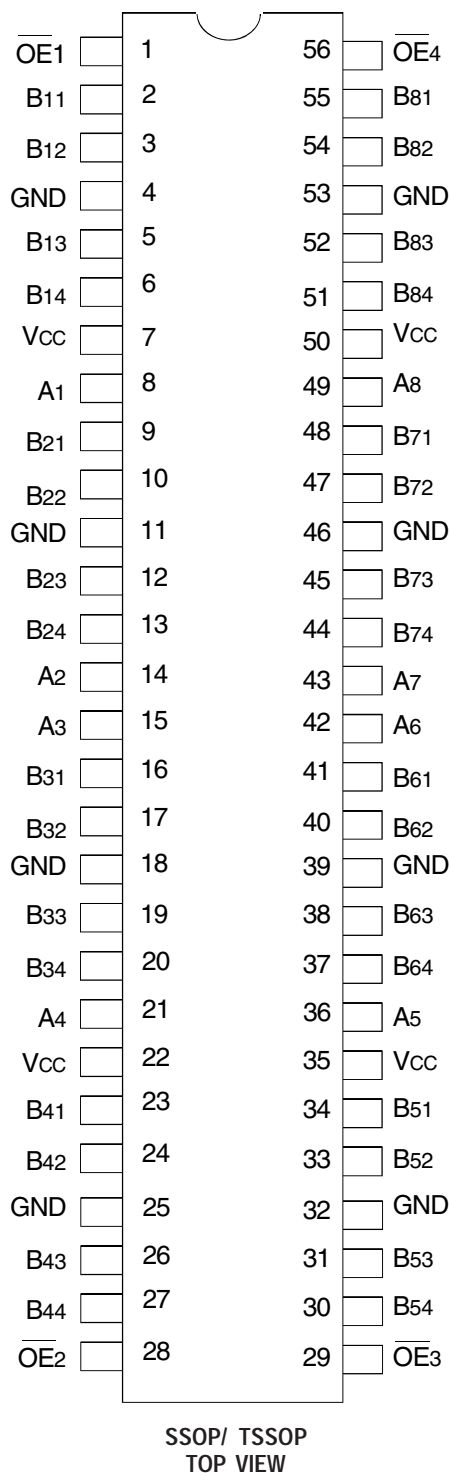 OE1 1 56 OE4
B11 2 55 B81
B12 3 54 B82
GND 4 53 GND
B13 5 52 B83
B14 6 51 B84
VCC 7 50 VCC
A1 8 49 A8
B21 9 48 B71
B22 10 47 B72
GND 11 46 GND
B23 12 45 B73
B24 13 44 B74
A2 14 43 A7
A3 15 42 A6
B31 16 41 B61
B32 17 40 B62
GND 18 39 GND
B33 19 38 B63
B34 20 37 B64
A4 21 36 A5
VCC 22 35 VCC
B41 23 34 B51
B42 24 33 B52
GND 25 32 GND
B43 26 31 B53
B44 27 30 B54
OE2 28 29 OE3
SSOP/ TSSOP
TOP VIEW